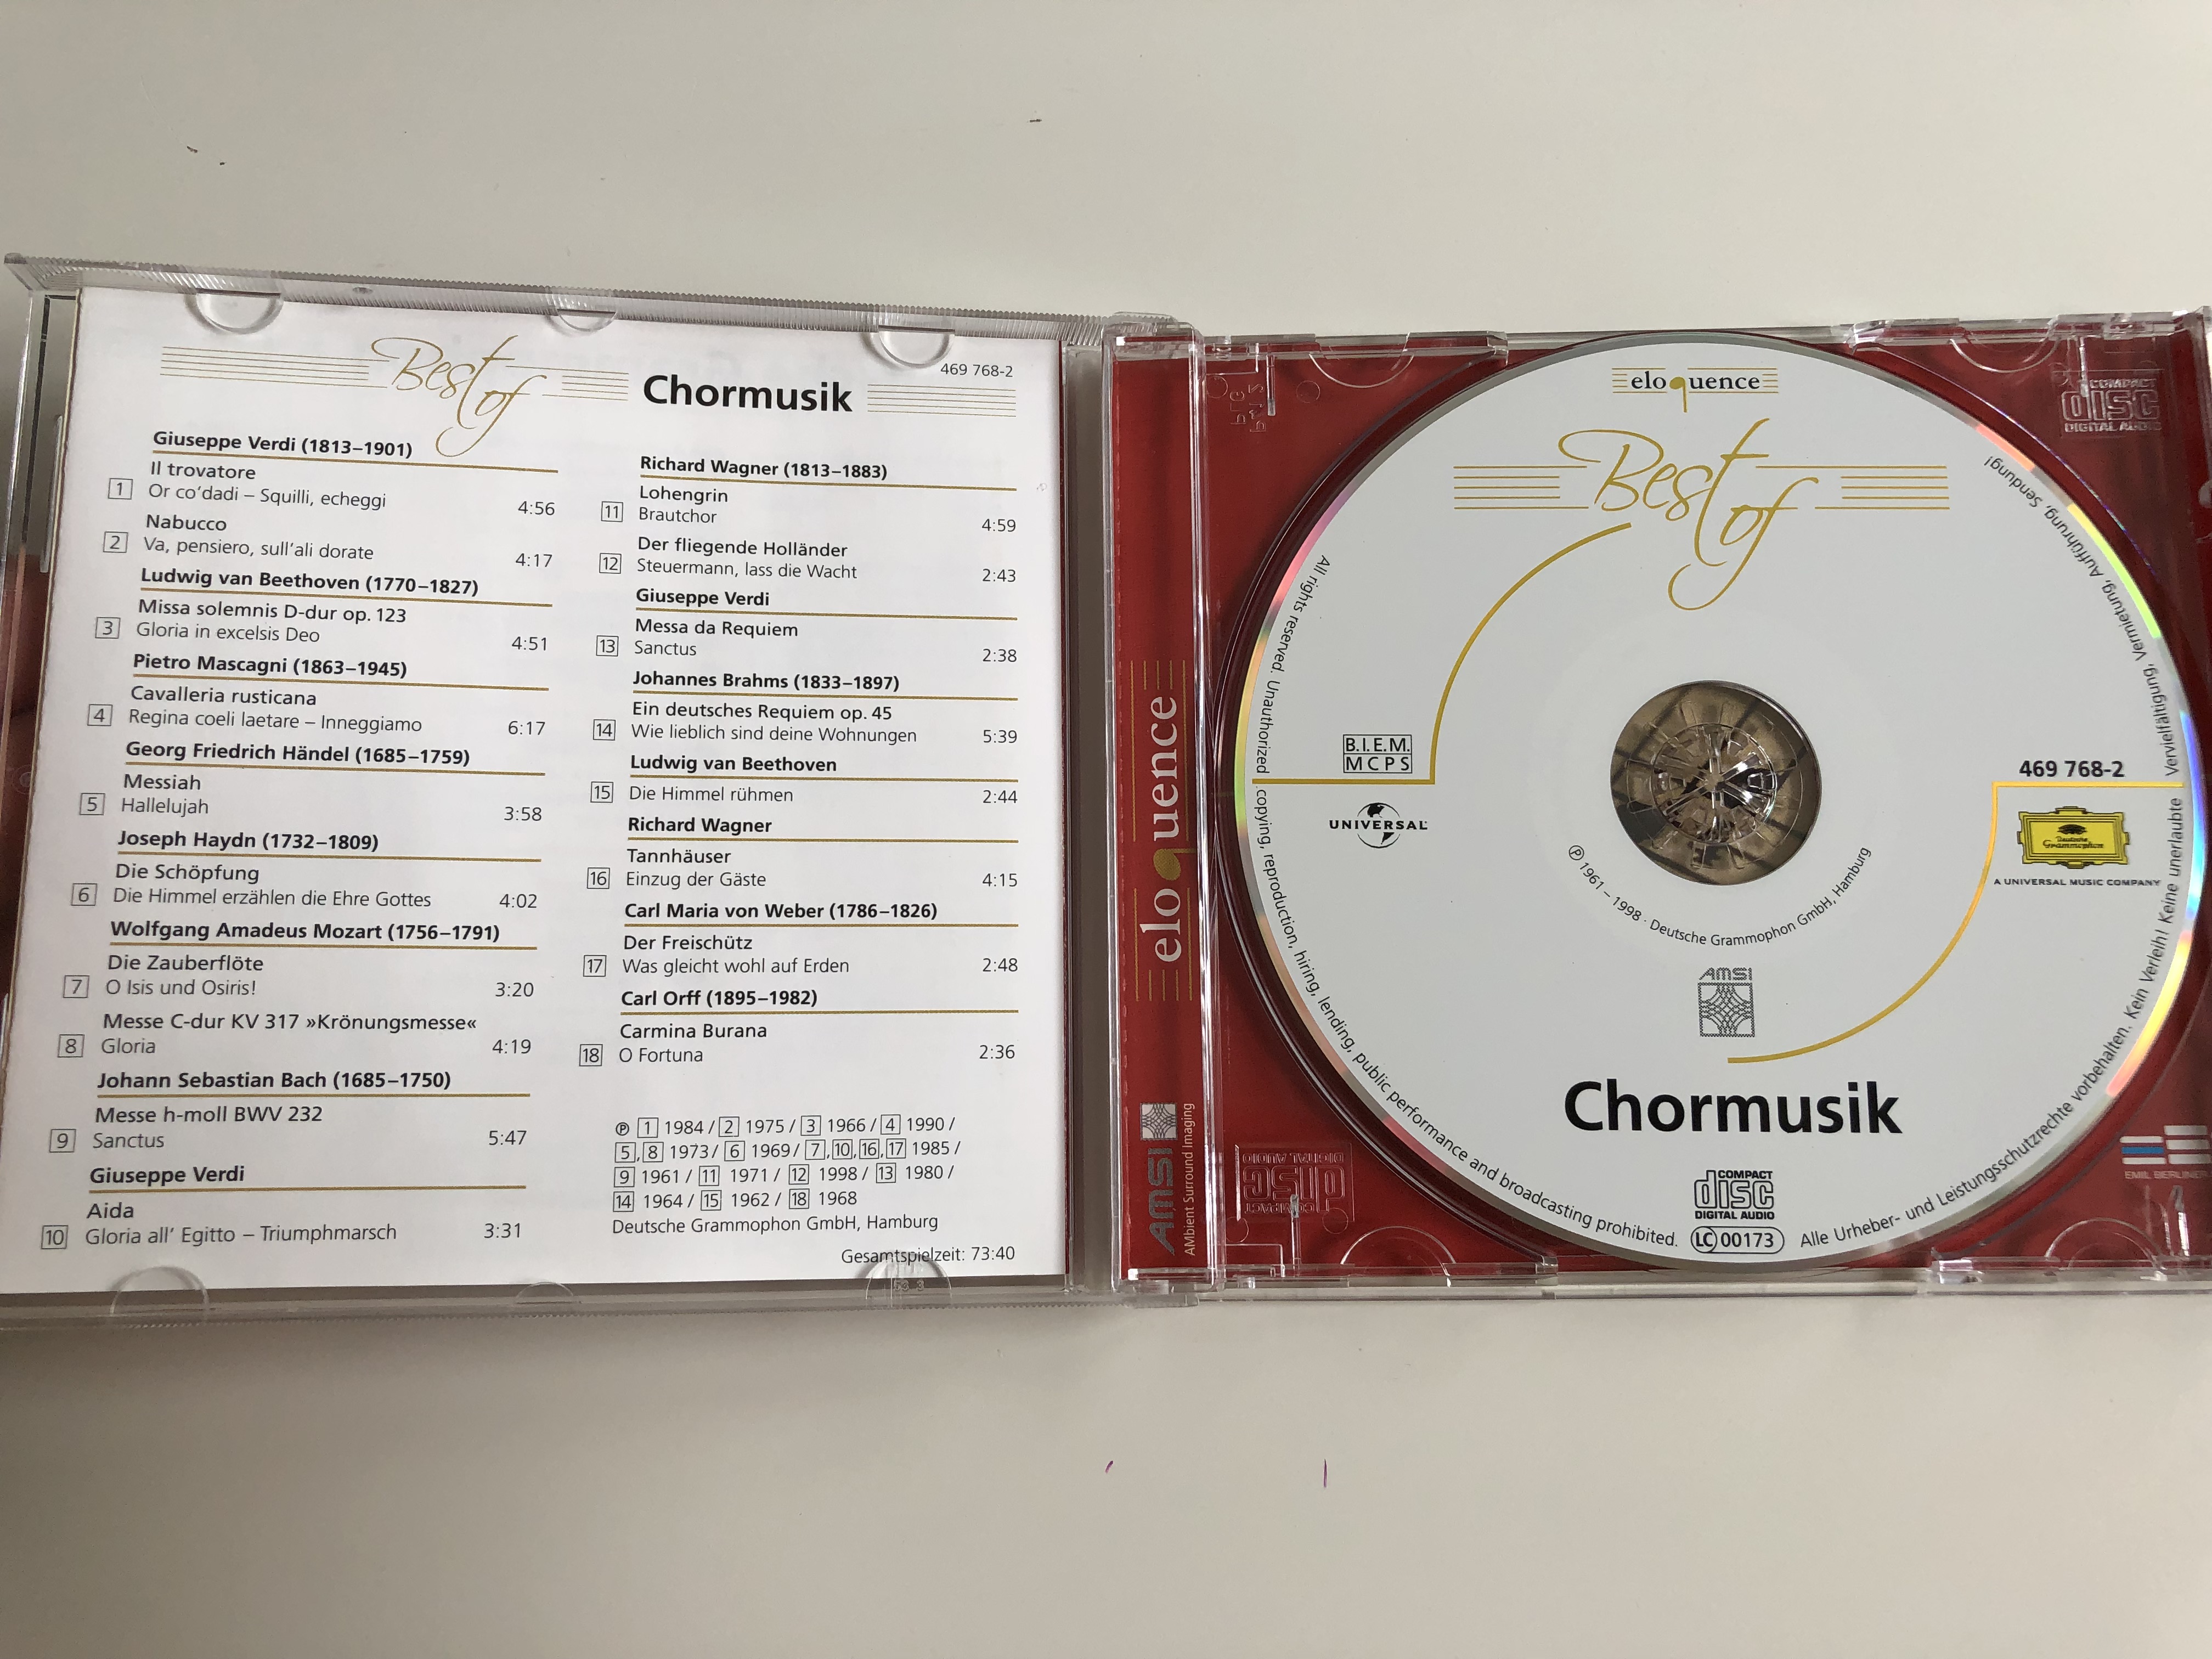 Best of Chormusik
469 768-2
Giuseppe Verdi (1813–1901)
Il trovatore
1 Or co'dadi – Squilli, echeggi 4:56
Nabucco
2 Va, pensiero, sull'ali dorate 4:17
Ludwig van Beethoven (1770–1827)
Missa solemnis D-dur op. 123
3 Gloria in excelsis Deo 4:51
Pietro Mascagni (1863–1945)
Cavalleria rusticana
4 Regina coeli laetare – Inneggiamo 6:17
Georg Friedrich Händel (1685–1759)
Messiah
5 Hallelujah 3:58
Joseph Haydn (1732–1809)
Die Schöpfung
6 Die Himmel erzählen die Ehre Gottes 4:02
Wolfgang Amadeus Mozart (1756–1791)
Die Zauberflöte
7 O Isis und Osiris! 3:20
Messe C-dur KV 317 »Krönungsmesse«
8 Gloria 4:19
Johann Sebastian Bach (1685–1750)
Messe h-moll BWV 232
9 Sanctus 5:47
Giuseppe Verdi
Aida
10 Gloria all' Egitto – Triumphmarsch 3:31
Richard Wagner (1813–1883)
Lohengrin
11 Brautchor 4:59
Der fliegende Holländer
12 Steuermann, lass die Wacht 2:43
Giuseppe Verdi
Messa da Requiem
13 Sanctus 2:38
Johannes Brahms (1833–1897)
Ein deutsches Requiem op. 45
14 Wie lieblich sind deine Wohnungen 5:39
Ludwig van Beethoven
15 Die Himmel rühmen 2:44
Richard Wagner
Tannhäuser
16 Einzug der Gäste 4:15
Carl Maria von Weber (1786–1826)
Der Freischütz
17 Was gleicht wohl auf Erden 2:48
Carl Orff (1895–1982)
Carmina Burana
18 O Fortuna 2:36
℗ 1 1984 / 2 1975 / 3 1966 / 4 1990 /
5, 8 1973 / 6 1969 / 7, 10, 16, 17 1985 /
9 1961 / 11 1971 / 12 1998 / 13 1980 /
14 1964 / 15 1962 / 18 1968
Deutsche Grammophon GmbH, Hamburg
Gesamtspielzeit: 73:40
53 3
eloquence
AMSI
AMbient Surround Imaging
eloquence
Best of
B.I.E.M.
MCPS
UNIVERSAL
469 768-2
Deutsche
Grammophon
A UNIVERSAL MUSIC COMPANY
℗ 1961 – 1998 · Deutsche Grammophon GmbH, Hamburg
AMSI
Chormusik
COMPACT
disc
DIGITAL AUDIO
LC 00173
All rights reserved. Unauthorized copying, reproduction, hiring, lending, public performance and broadcasting prohibited.
Alle Urheber- und Leistungsschutzrechte vorbehalten. Kein Verleih! Keine unerlaubte Vervielfältigung, Vermietung, Aufführung, Sendung!
COMPACT
disc
DIGITAL AUDIO
COMPACT
disc
DIGITAL AUDIO
EMIL BERLINER